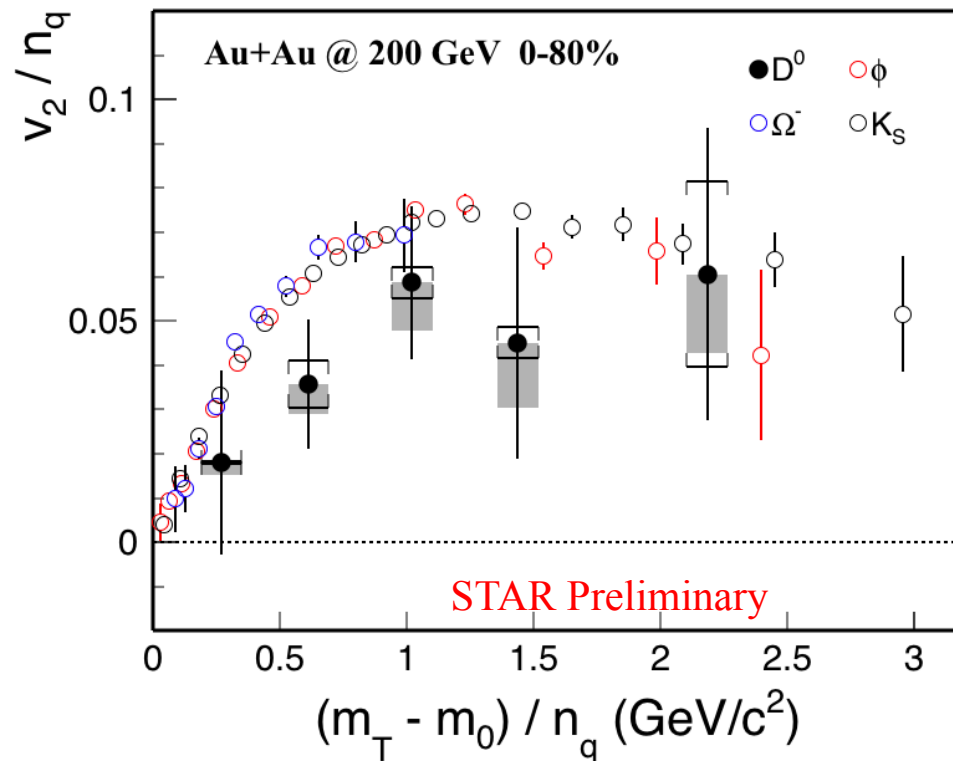 Au+Au @ 200 GeV 0-80%
D⁰ ϕ
Ω⁻ K_S
v₂ / n_q
0.1
0.05
0
STAR Preliminary
0 0.5 1 1.5 2 2.5 3
(m_T - m₀) / n_q (GeV/c²)